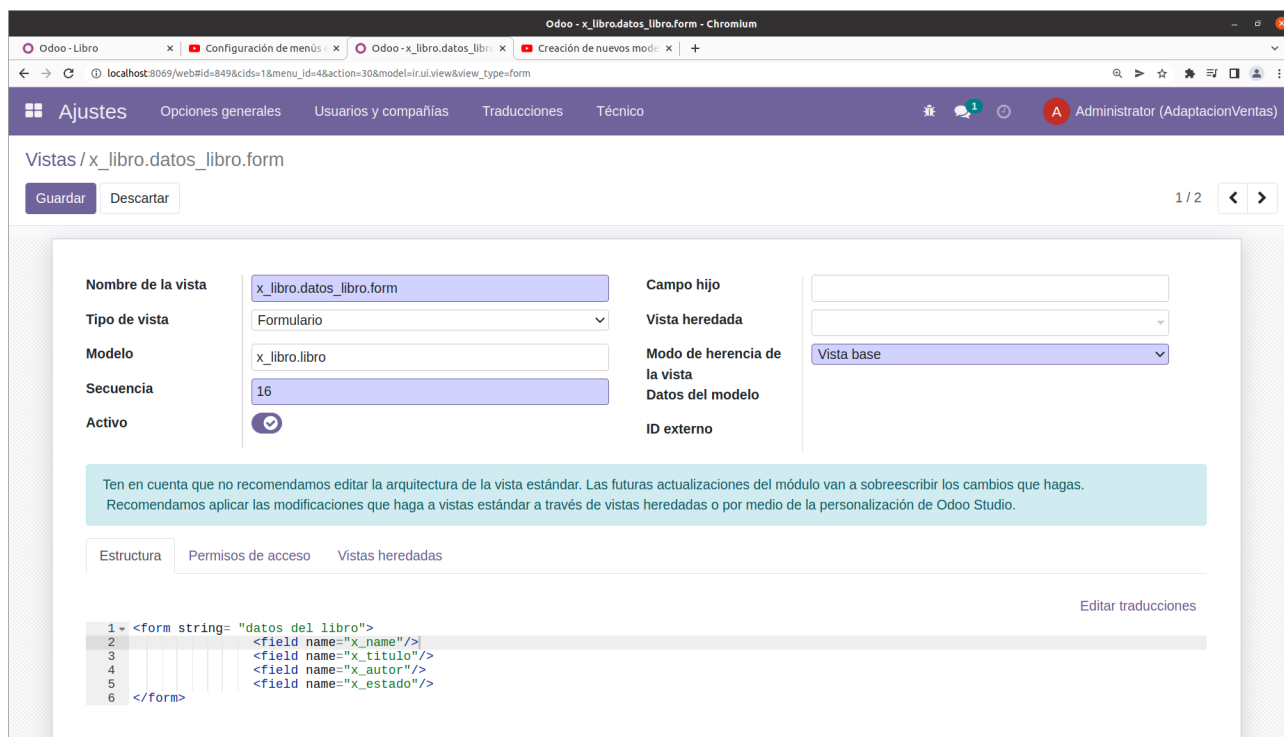 Odoo - x_libro.datos_libro.form - Chromium
Odoo - Libro
Configuración de menús
Odoo - x_libro.datos_libr
Creación de nuevos mode
localhost:8069/web#id=849&cids=1&menu_id=4&action=30&model=ir.ui.view&view_type=form
Ajustes Opciones generales Usuarios y compañías Traducciones Técnico 1 A Administrator (AdaptacionVentas)
Vistas / x_libro.datos_libro.form
Guardar Descartar 1 / 2
Nombre de la vista x_libro.datos_libro.form Campo hijo
Tipo de vista Formulario Vista heredada
Modelo x_libro.libro Modo de herencia de la vista Vista base
Secuencia 16 Datos del modelo
Activo ID externo
Ten en cuenta que no recomendamos editar la arquitectura de la vista estándar. Las futuras actualizaciones del módulo van a sobreescribir los cambios que hagas.
Recomendamos aplicar las modificaciones que haga a vistas estándar a través de vistas heredadas o por medio de la personalización de Odoo Studio.
Estructura Permisos de acceso Vistas heredadas
Editar traducciones
1 <form string= "datos del libro">
2 <field name="x_name"/>
3 <field name="x_titulo"/>
4 <field name="x_autor"/>
5 <field name="x_estado"/>
6 </form>